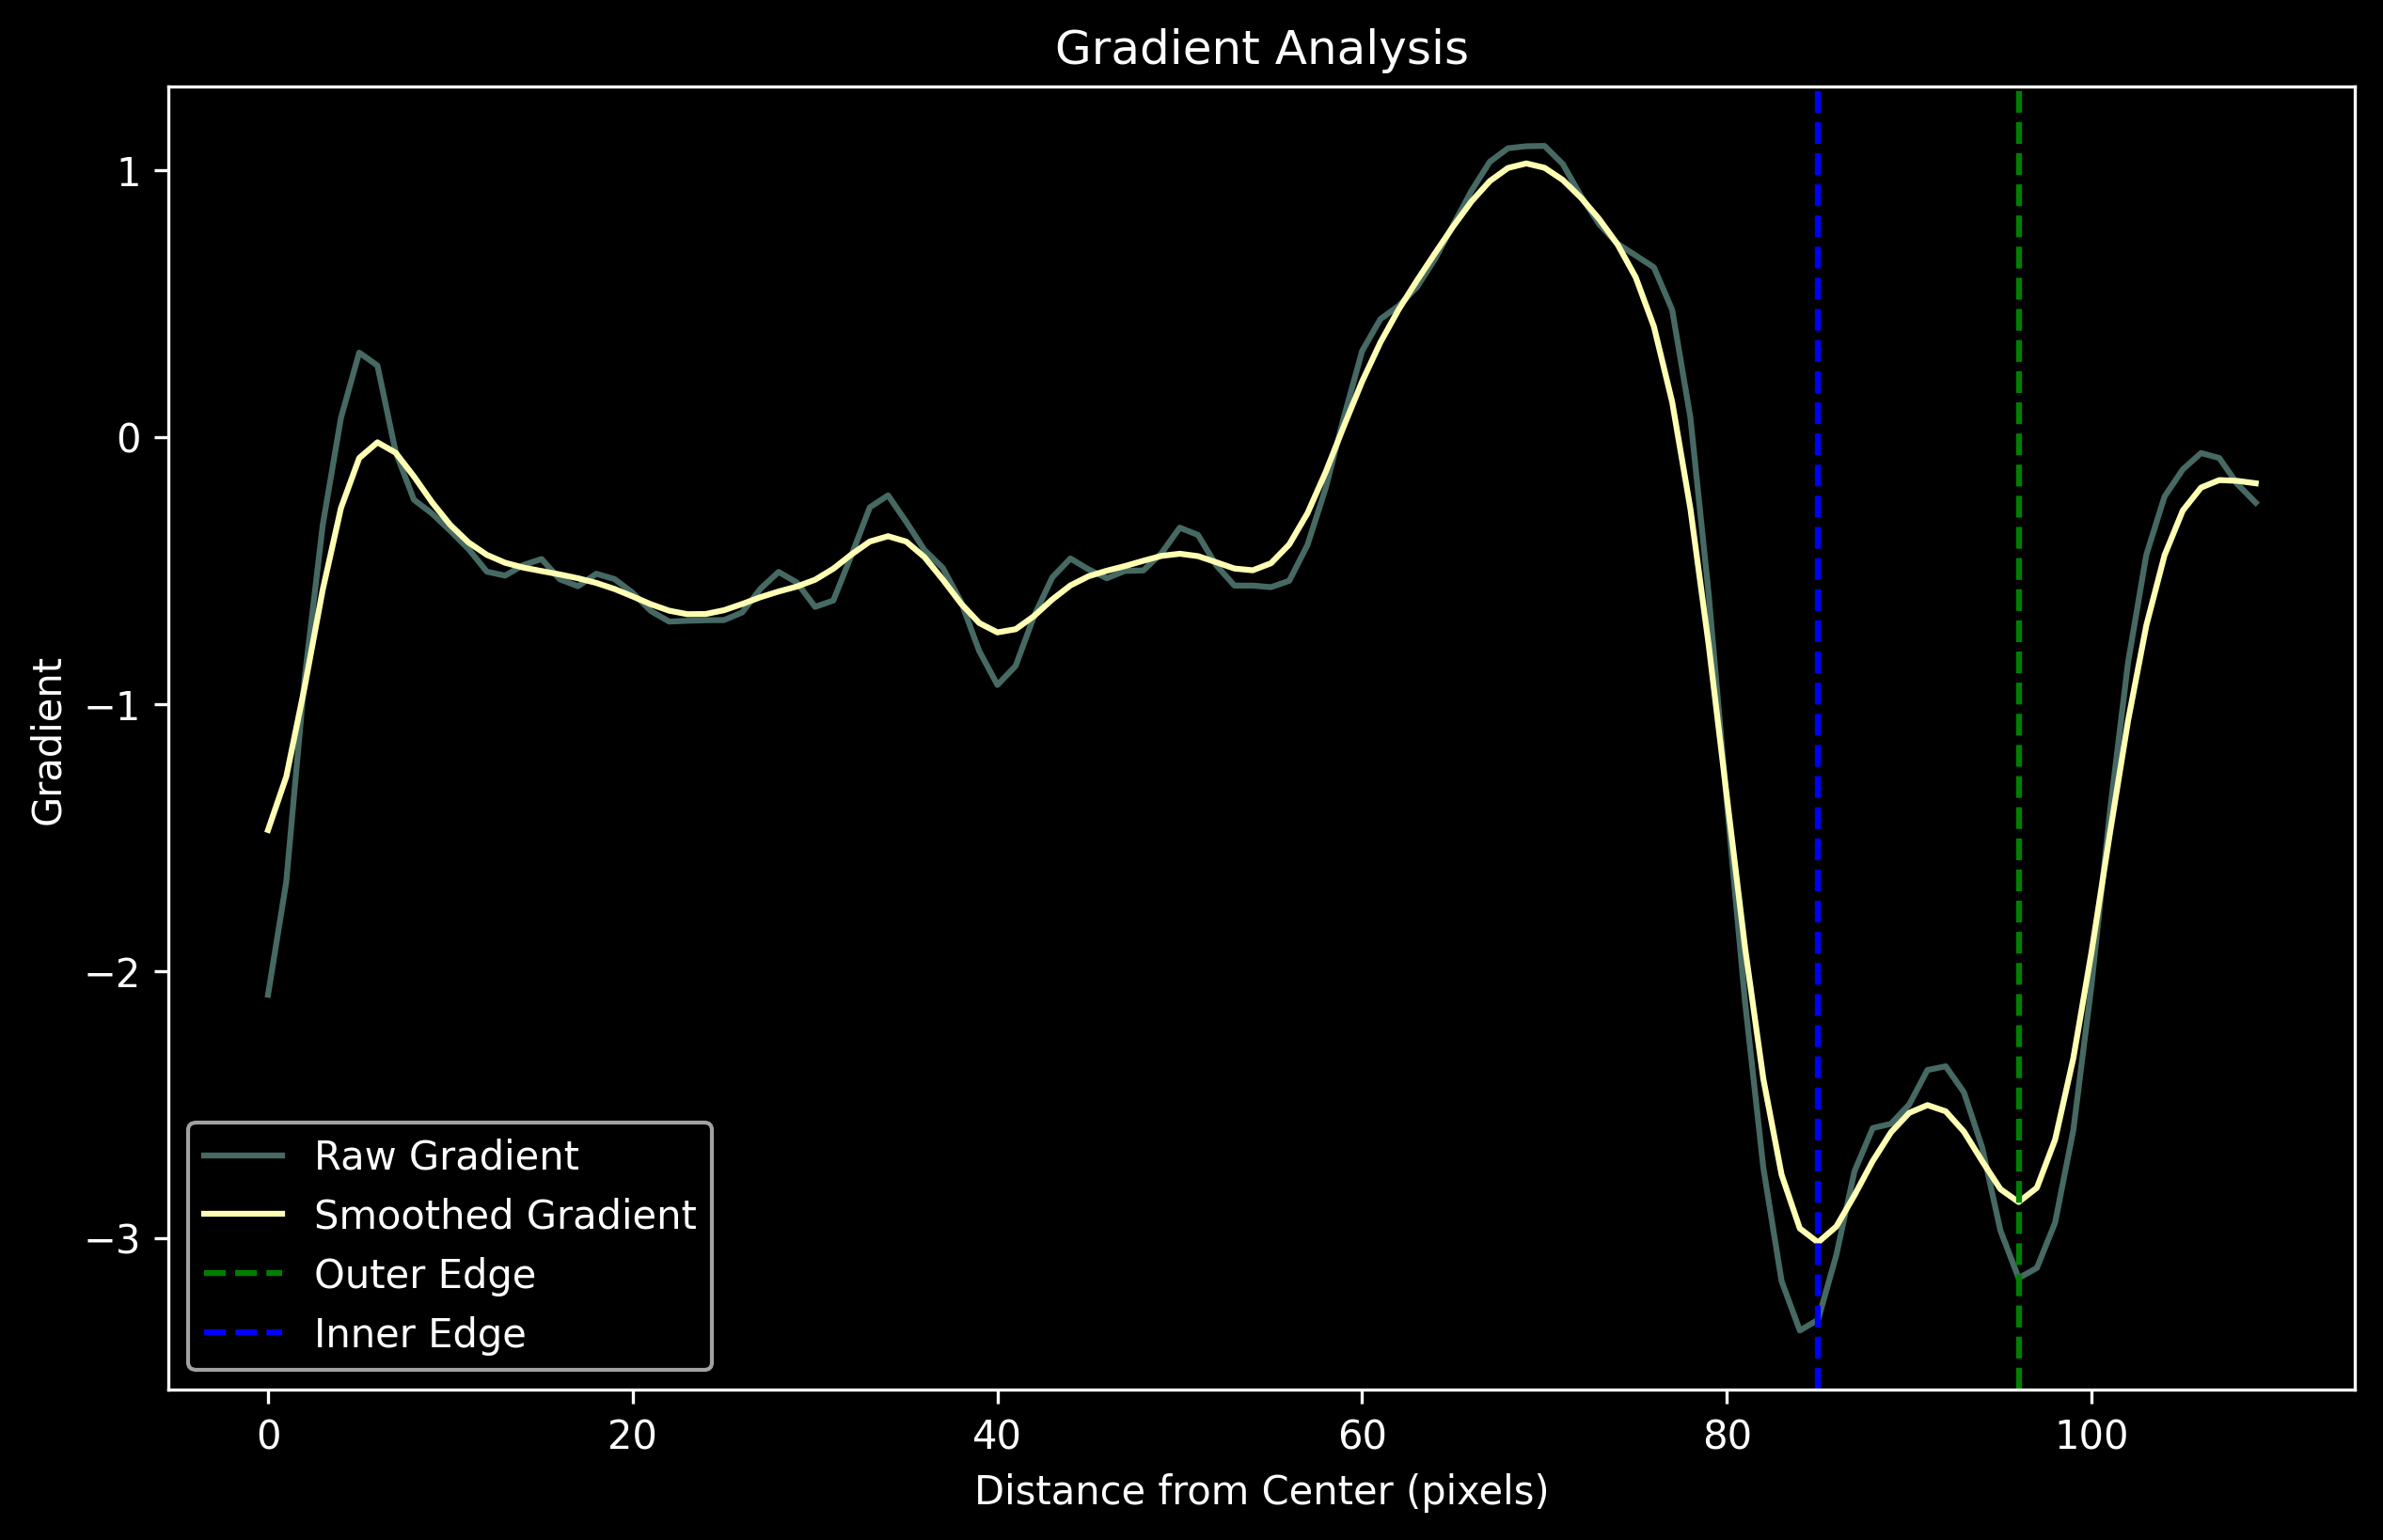 Gradient Analysis
1
0
−1
−2
−3
Gradient
Raw Gradient
Smoothed Gradient
Outer Edge
Inner Edge
0 20 40 60 80 100
Distance from Center (pixels)